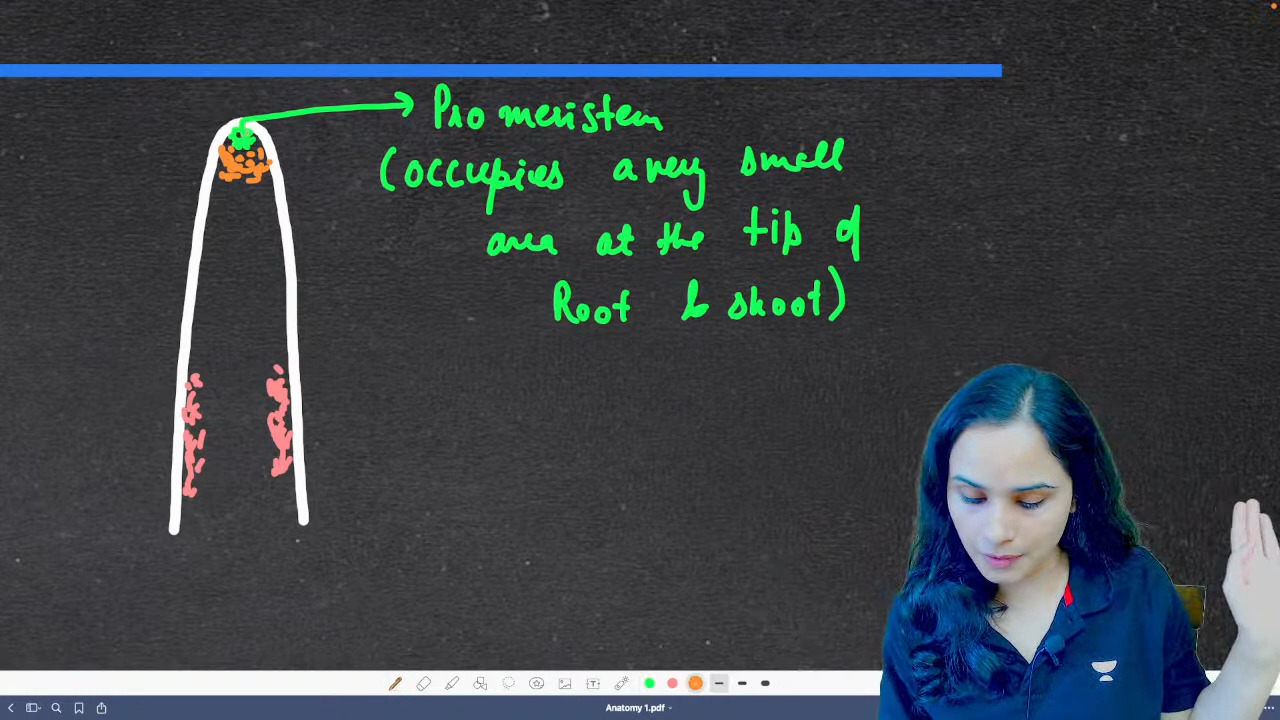 Pro meristem
(occupies a very small
area at the tip of
Root & shoot)
Anatomy 1.pdf